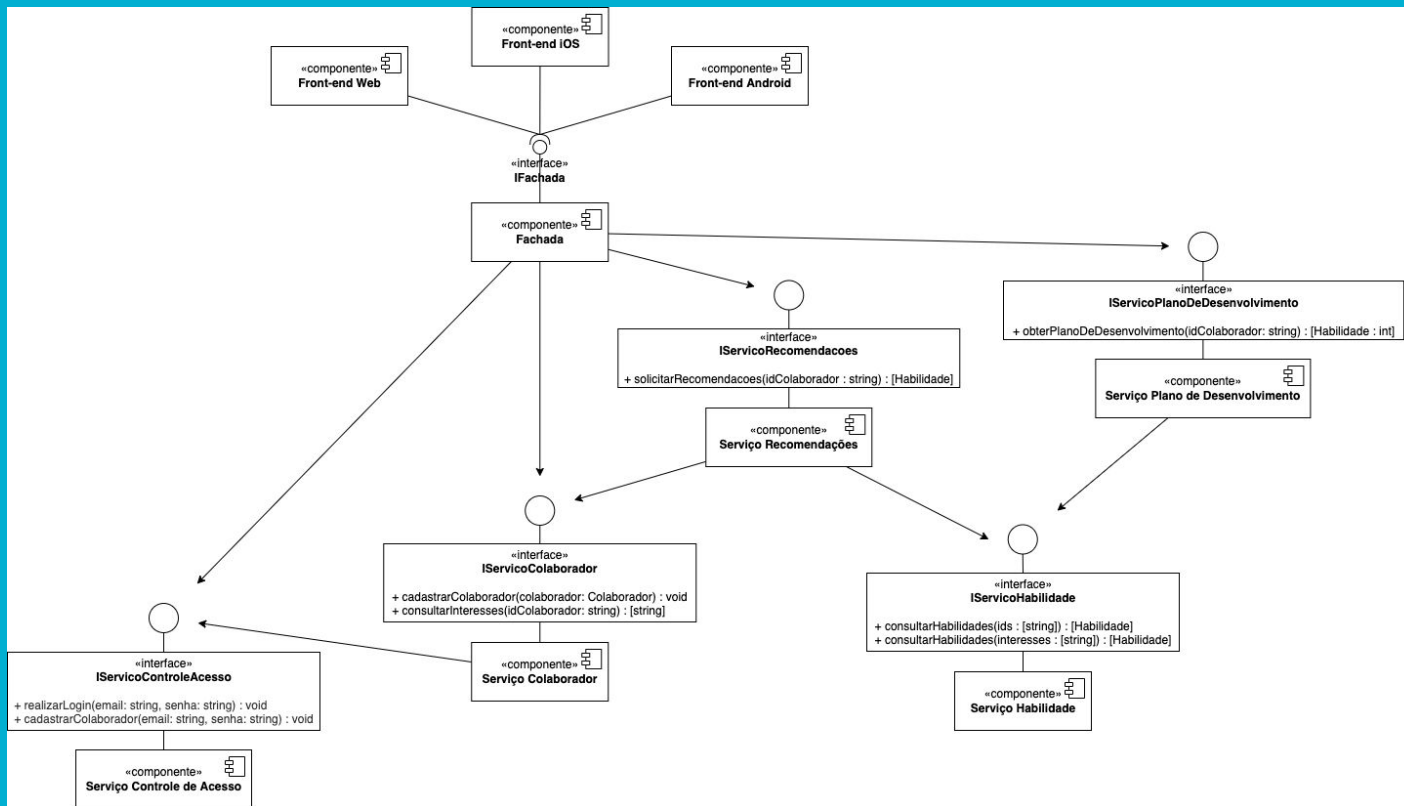 «componente»
Front-end iOS
«componente»
Front-end Web
«componente»
Front-end Android
«interface»
IFachada
«componente»
Fachada
«interface»
IServicoPlanoDeDesenvolvimento
+ obterPlanoDeDesenvolvimento(idColaborador: string) : [Habilidade : int]
«interface»
IServicoRecomendacoes
+ solicitarRecomendacoes(idColaborador : string) : [Habilidade]
«componente»
Serviço Plano de Desenvolvimento
«componente»
Serviço Recomendações
«interface»
IServicoColaborador
+ cadastrarColaborador(colaborador: Colaborador) : void
+ consultarInteresses(idColaborador: string) : [string]
«interface»
IServicoHabilidade
+ consultarHabilidades(ids : [string]) : [Habilidade]
+ consultarHabilidades(interesses : [string]) : [Habilidade]
«interface»
IServicoControleAcesso
+ realizarLogin(email: string, senha: string) : void
+ cadastrarColaborador(email: string, senha: string) : void
«componente»
Serviço Colaborador
«componente»
Serviço Habilidade
«componente»
Serviço Controle de Acesso